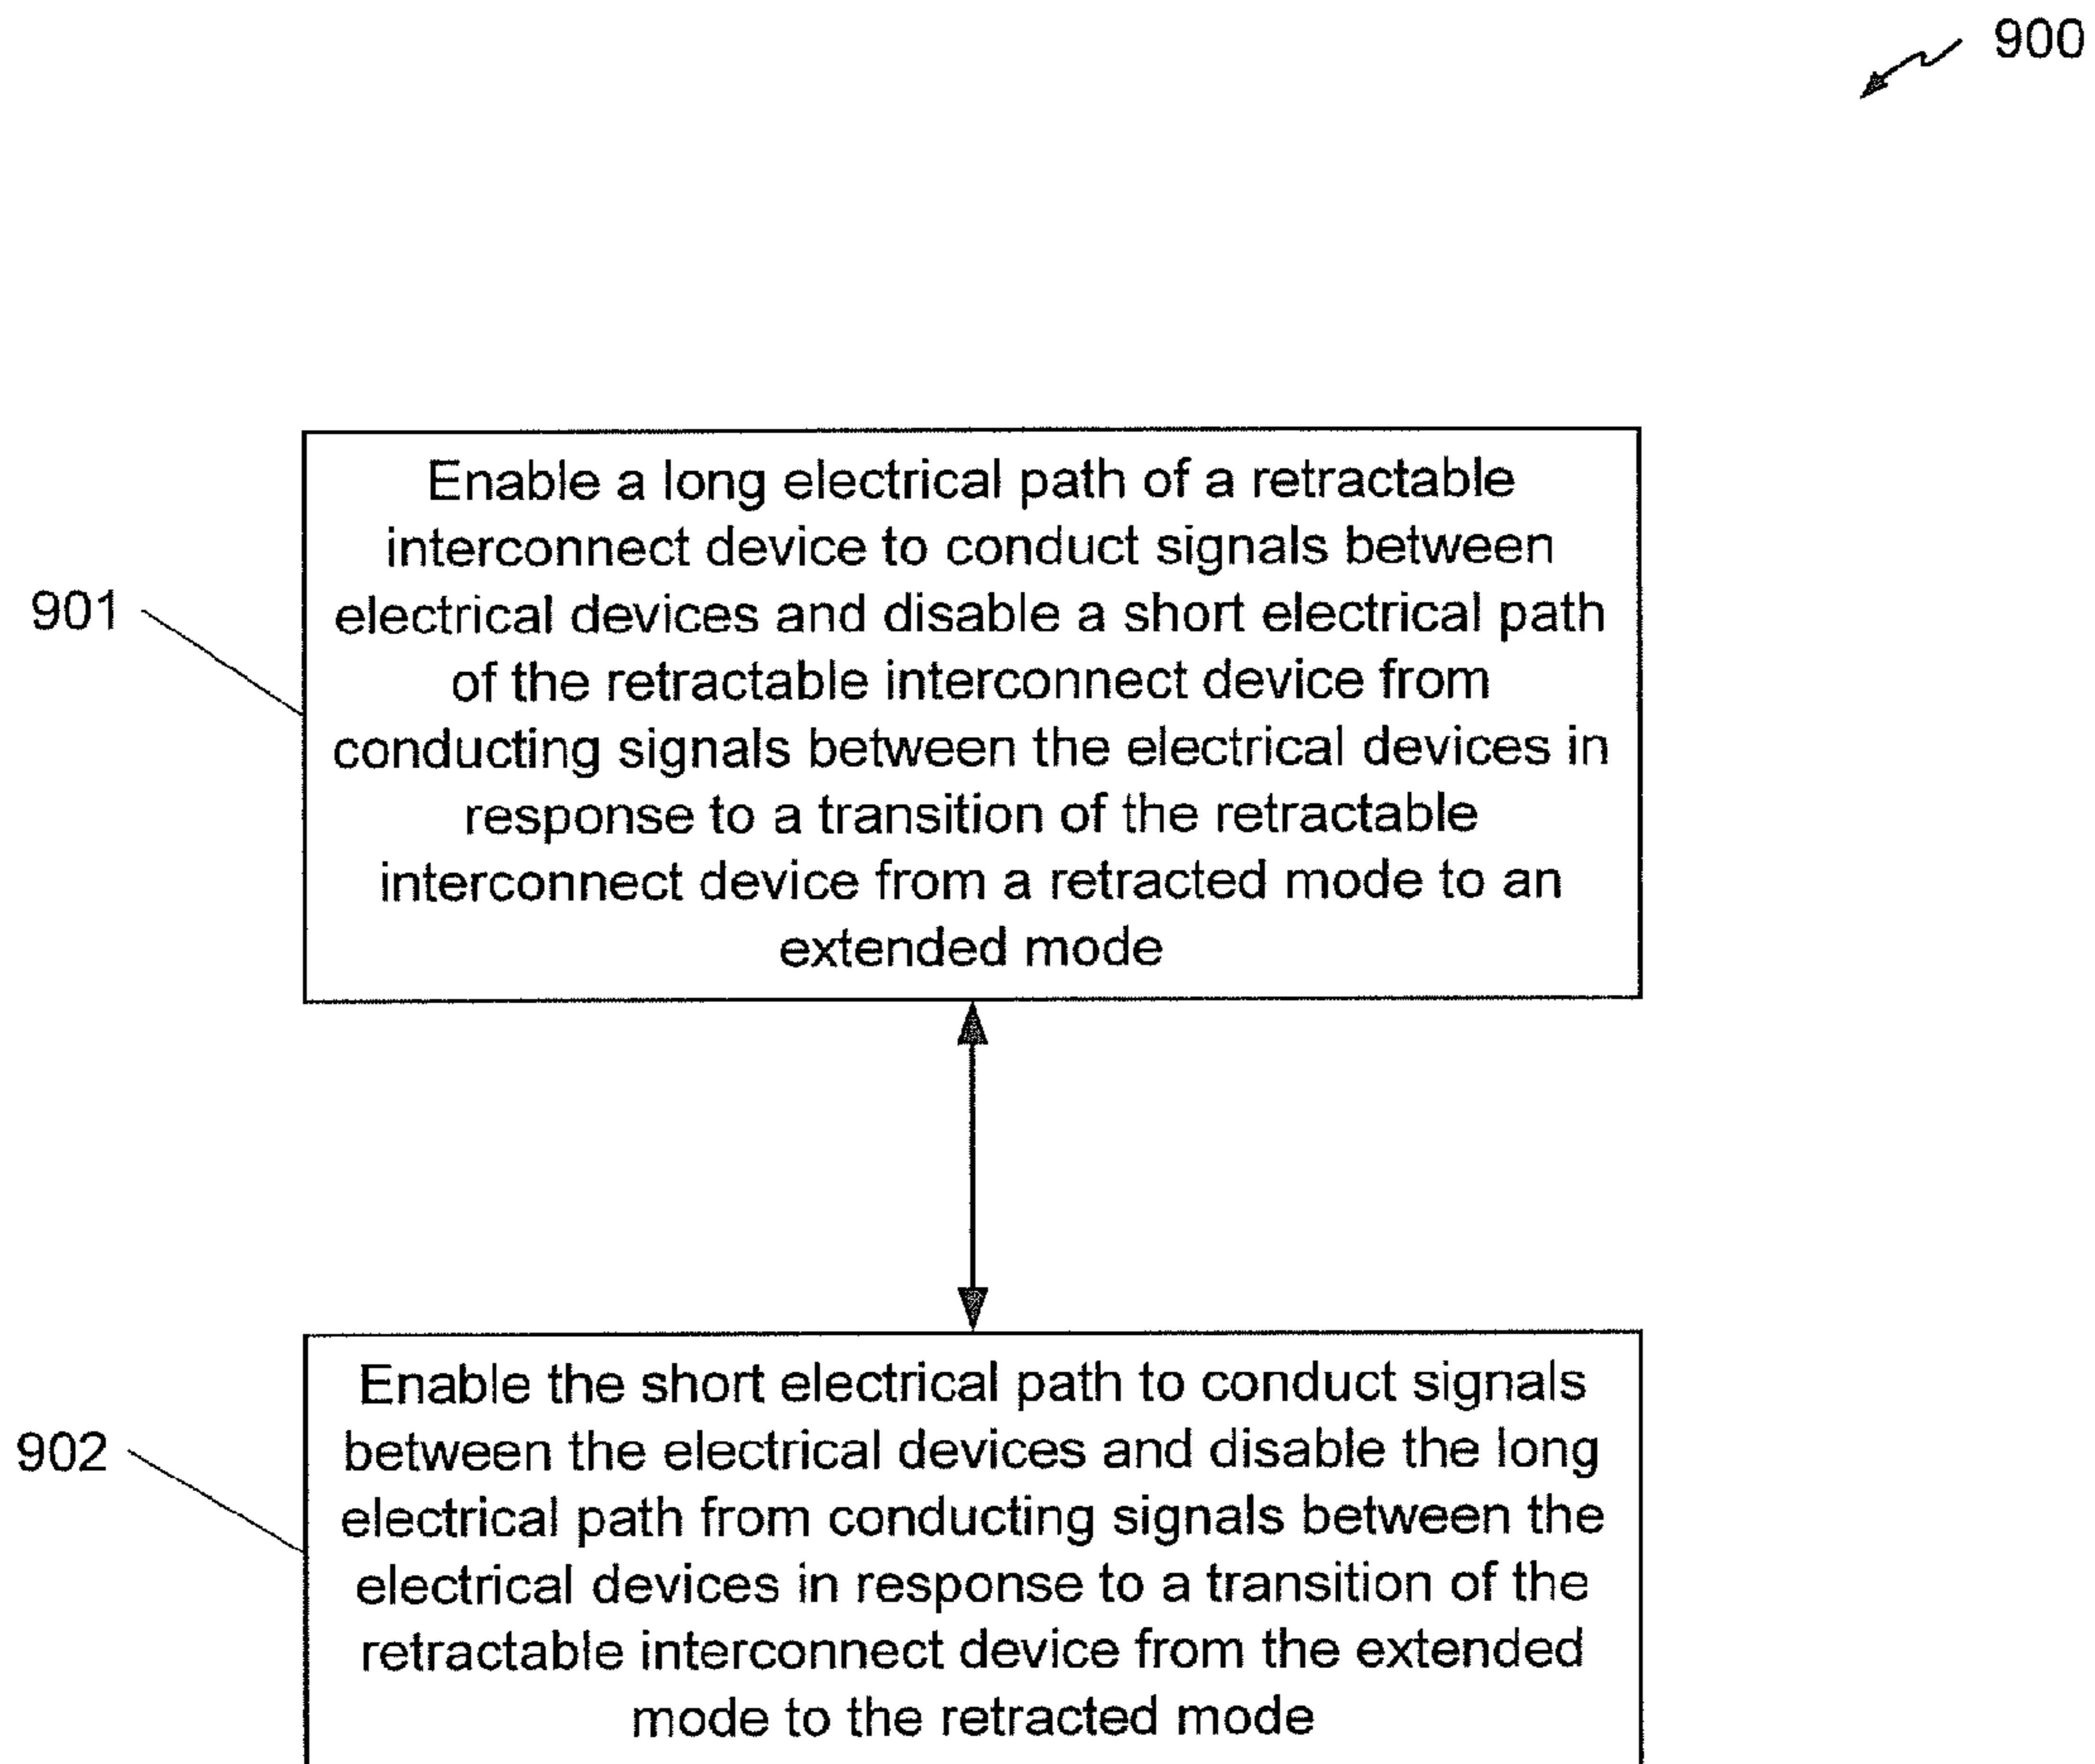 900
Enable a long electrical path of a retractable
interconnect device to conduct signals between
electrical devices and disable a short electrical path
of the retractable interconnect device from
conducting signals between the electrical devices in
response to a transition of the retractable
interconnect device from a retracted mode to an
extended mode
901
Enable the short electrical path to conduct signals
between the electrical devices and disable the long
electrical path from conducting signals between the
electrical devices in response to a transition of the
retractable interconnect device from the extended
mode to the retracted mode
902